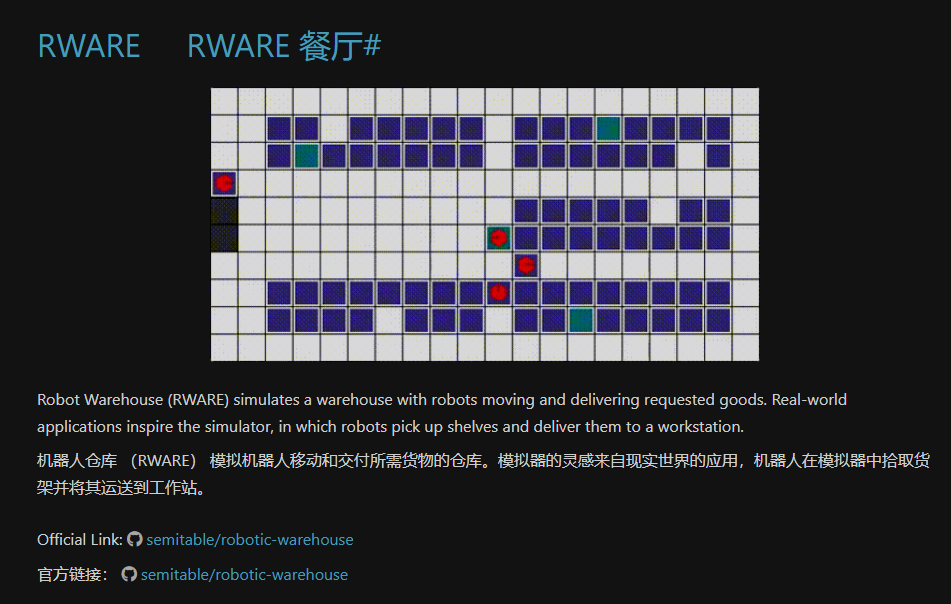 RWARE RWARE 餐厅#
Robot Warehouse (RWARE) simulates a warehouse with robots moving and delivering requested goods. Real-world
applications inspire the simulator, in which robots pick up shelves and deliver them to a workstation.
机器人仓库 （RWARE） 模拟机器人移动和交付所需货物的仓库。模拟器的灵感来自现实世界的应用，机器人在模拟器中拾取货
架并将其运送到工作站。
Official Link: semitable/robotic-warehouse
官方链接： semitable/robotic-warehouse